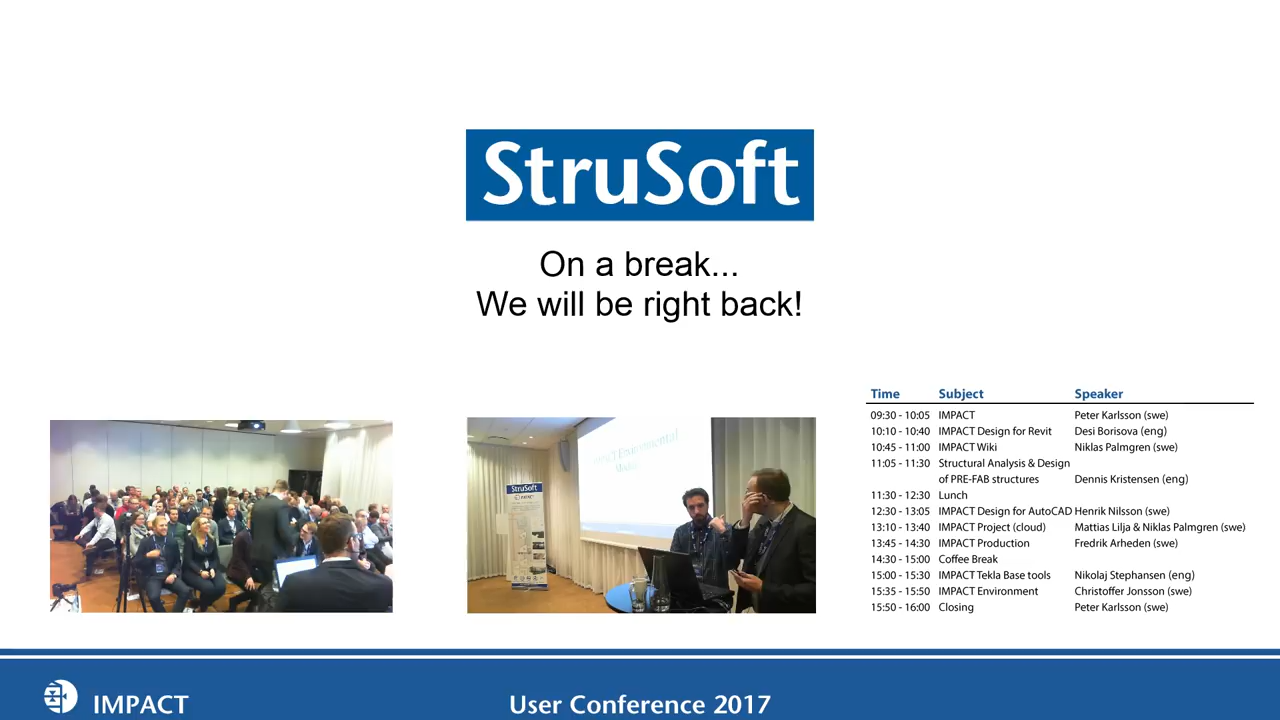 StruSoft
On a break...
We will be right back!
Time Subject Speaker
09:30 - 10:05 IMPACT Peter Karlsson (swe)
10:10 - 10:40 IMPACT Design for Revit Desi Borisova (eng)
10:45 - 11:00 IMPACT Wiki Niklas Palmgren (swe)
11:05 - 11:30 Structural Analysis & Design
of PRE-FAB structures Dennis Kristensen (eng)
11:30 - 12:30 Lunch
12:30 - 13:05 IMPACT Design for AutoCAD Henrik Nilsson (swe)
13:10 - 13:40 IMPACT Project (cloud) Mattias Lilja & Niklas Palmgren (swe)
13:45 - 14:30 IMPACT Production Fredrik Arheden (swe)
14:30 - 15:00 Coffee Break
15:00 - 15:30 IMPACT Tekla Base tools Nikolaj Stephansen (eng)
15:35 - 15:50 IMPACT Environment Christoffer Jonsson (swe)
15:50 - 16:00 Closing Peter Karlsson (swe)
IMPACT Environmental
Module
StruSoft
IMPACT
IMPACT
User Conference 2017